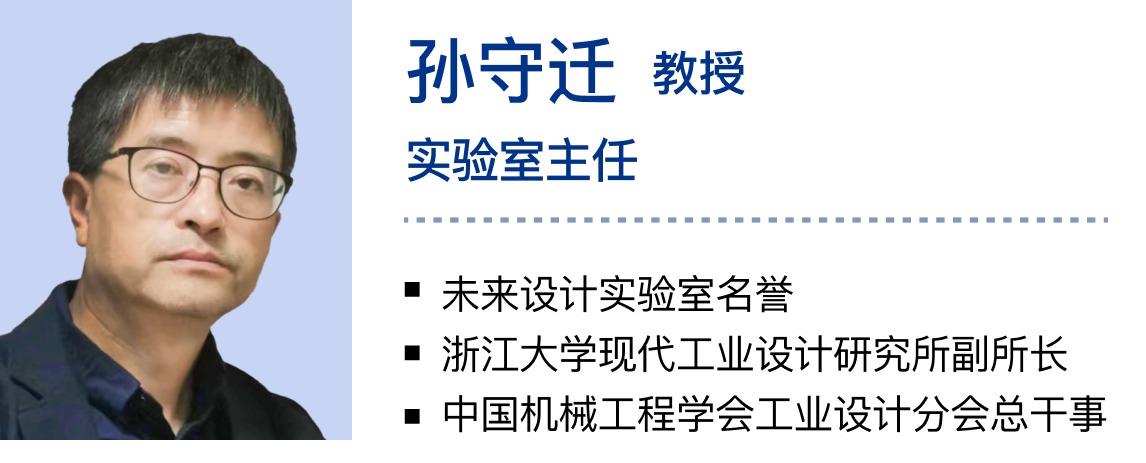 孙守迁 教授
实验室主任
未来设计实验室名誉
浙江大学现代工业设计研究所副所长
中国机械工程学会工业设计分会总干事